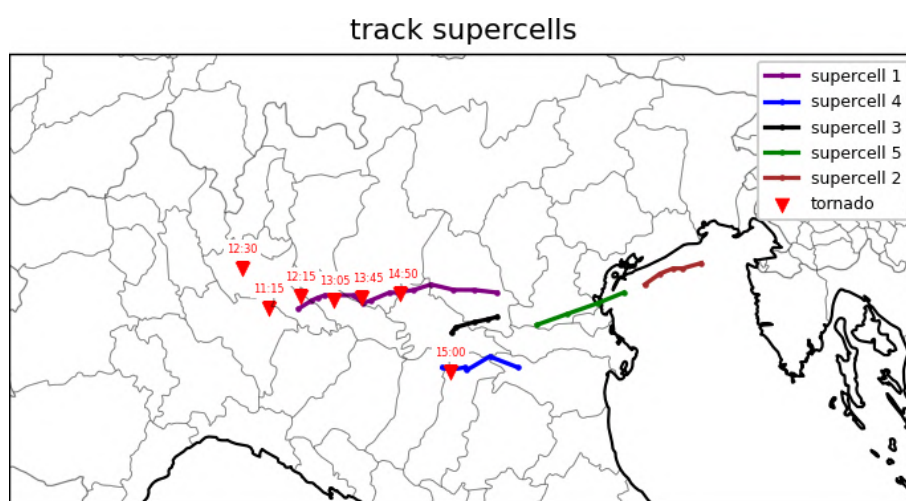 track supercells
supercell 1
supercell 4
supercell 3
supercell 5
supercell 2
tornado
12:30
11:15
12:15
13:05
13:45
14:50
15:00